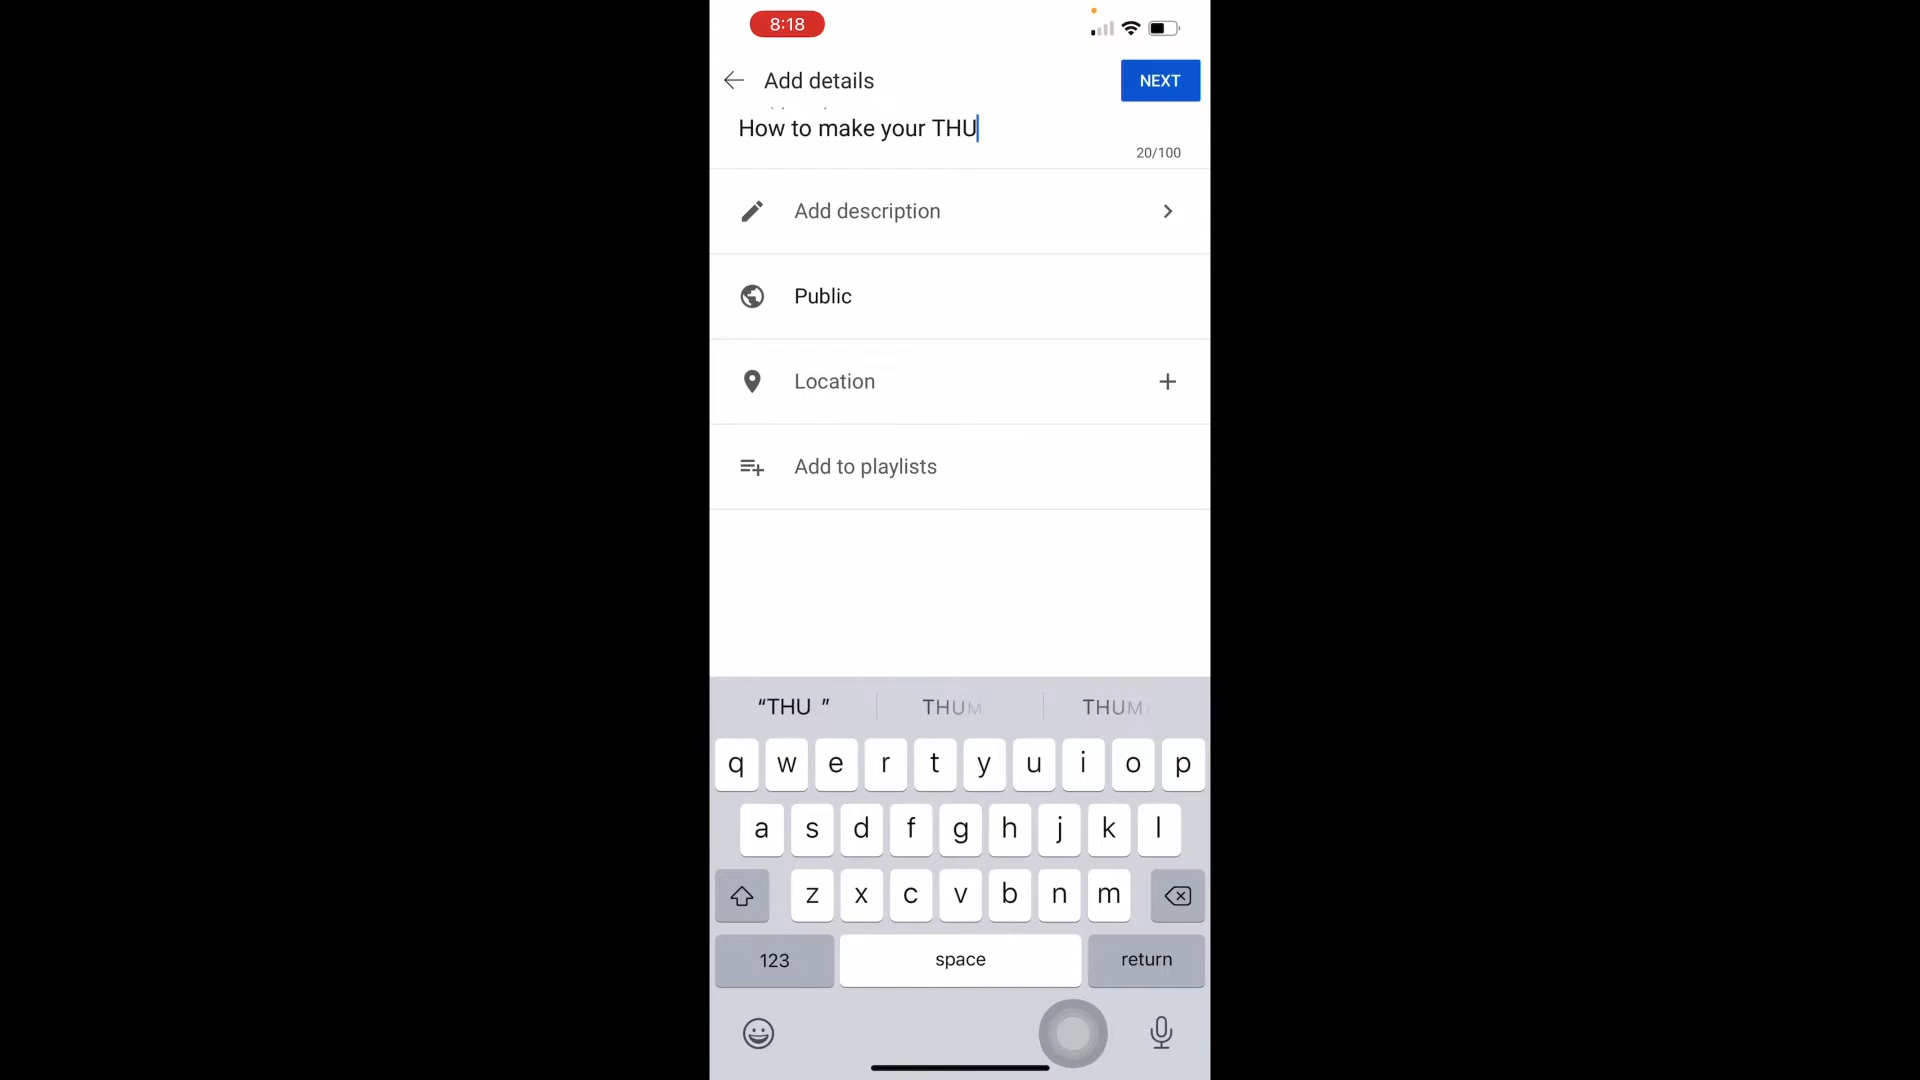 8:18
Add details
NEXT
How to make your THU
20/100
Add description
Public
Location
Add to playlists
“THU ” THUM THUM
q w e r t y u i o p
a s d f g h j k l
z x c v b n m
123 space return